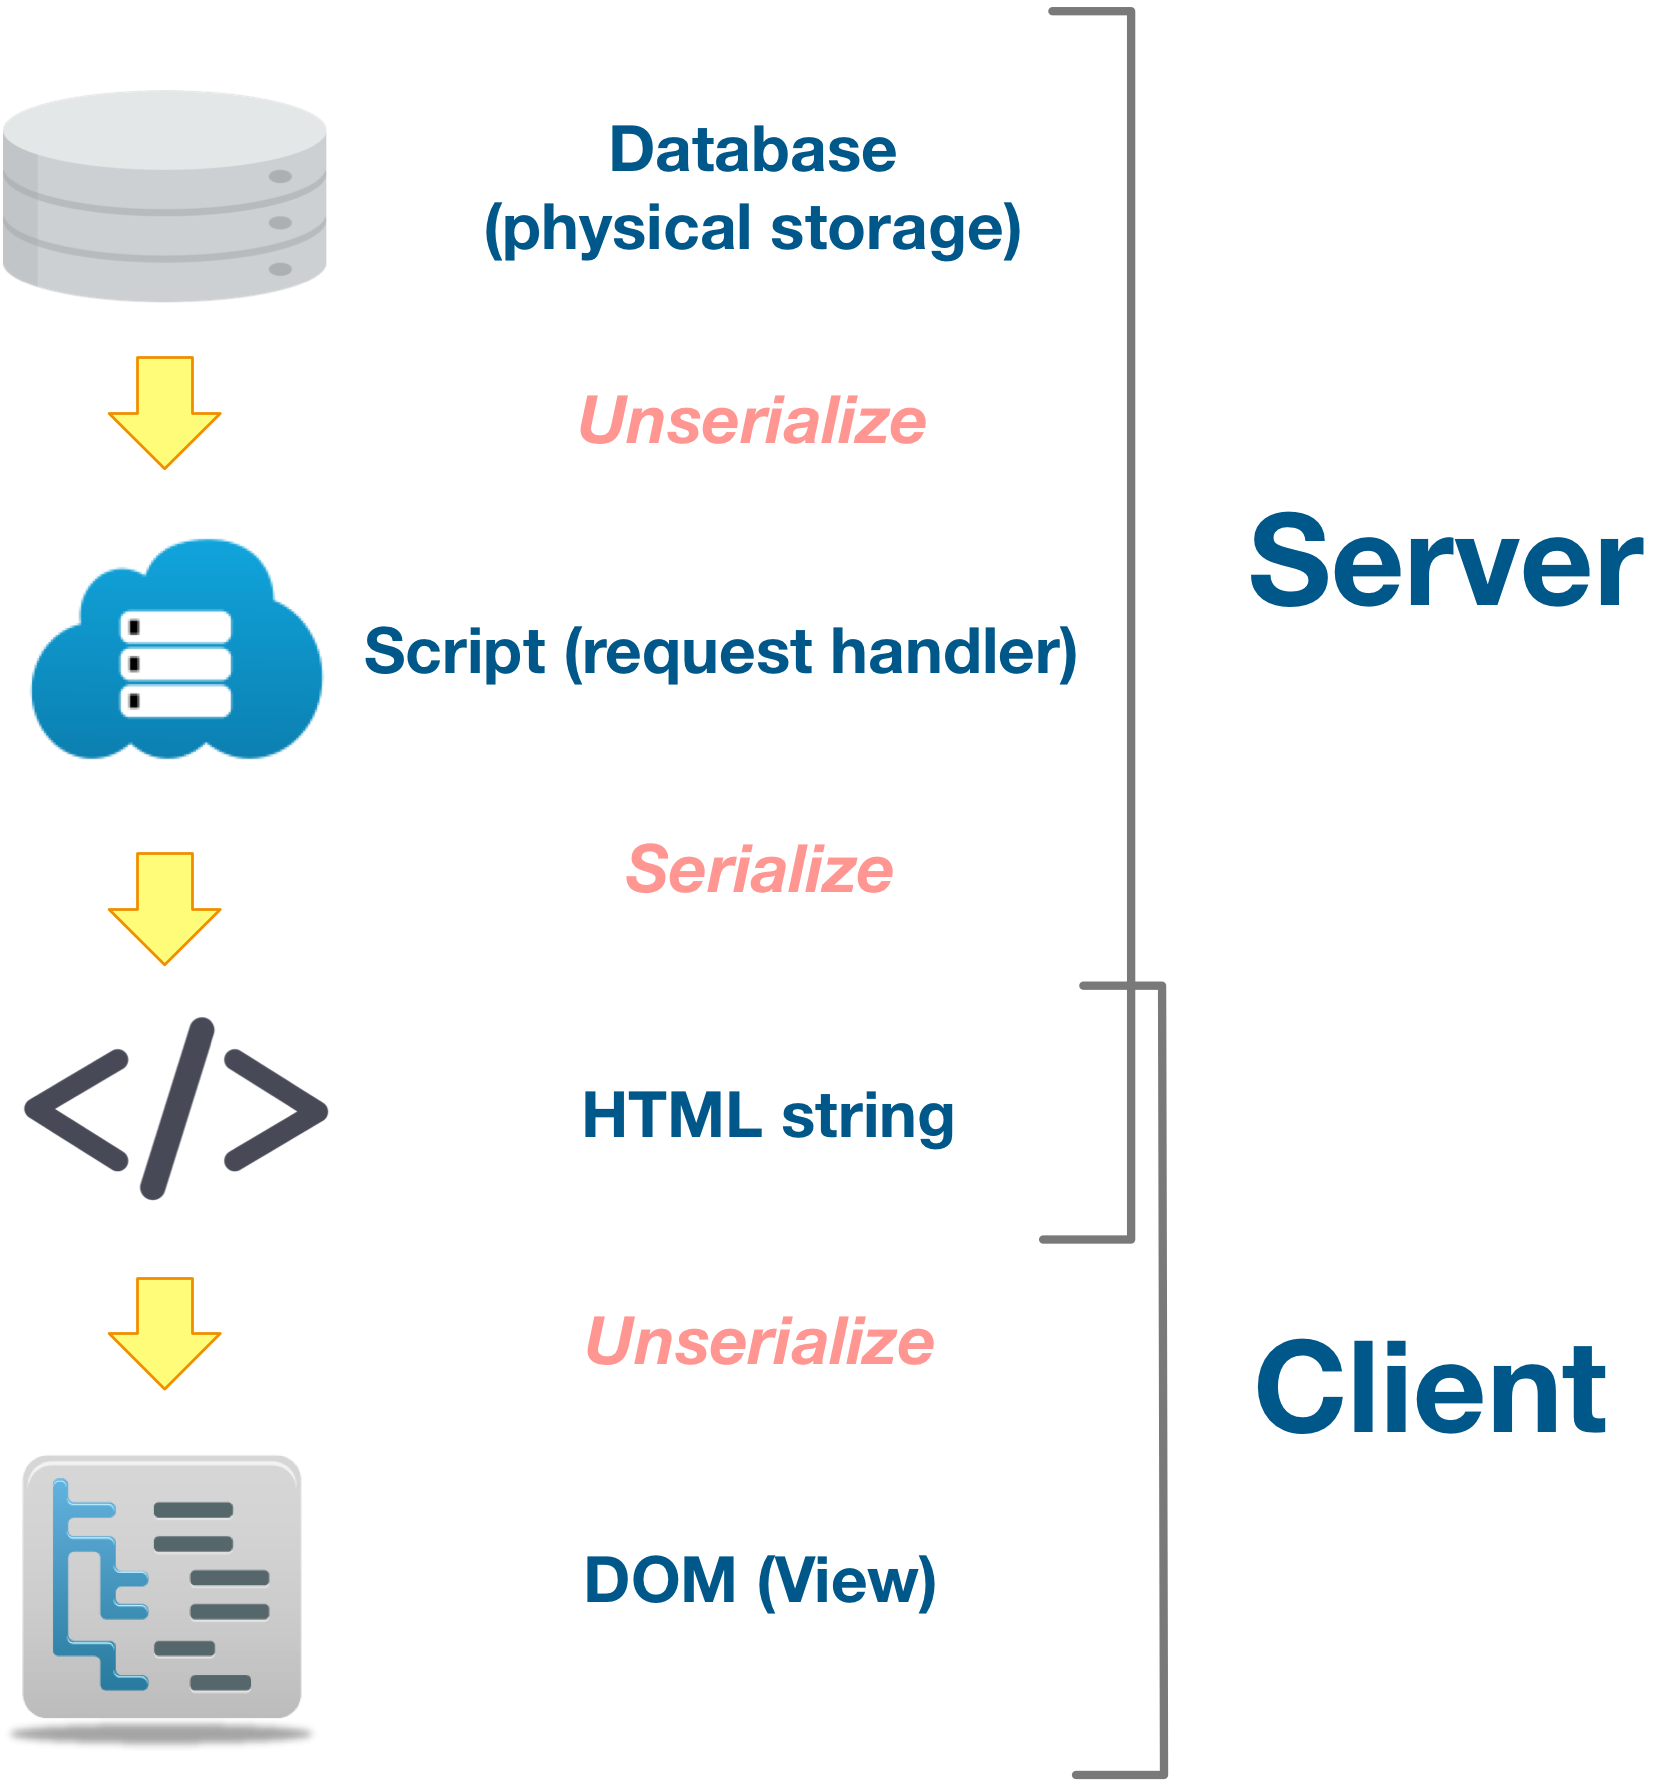 Database
(physical storage)
Unserialize
Server
Script (request handler)
Serialize
HTML string
Unserialize
Client
DOM (View)